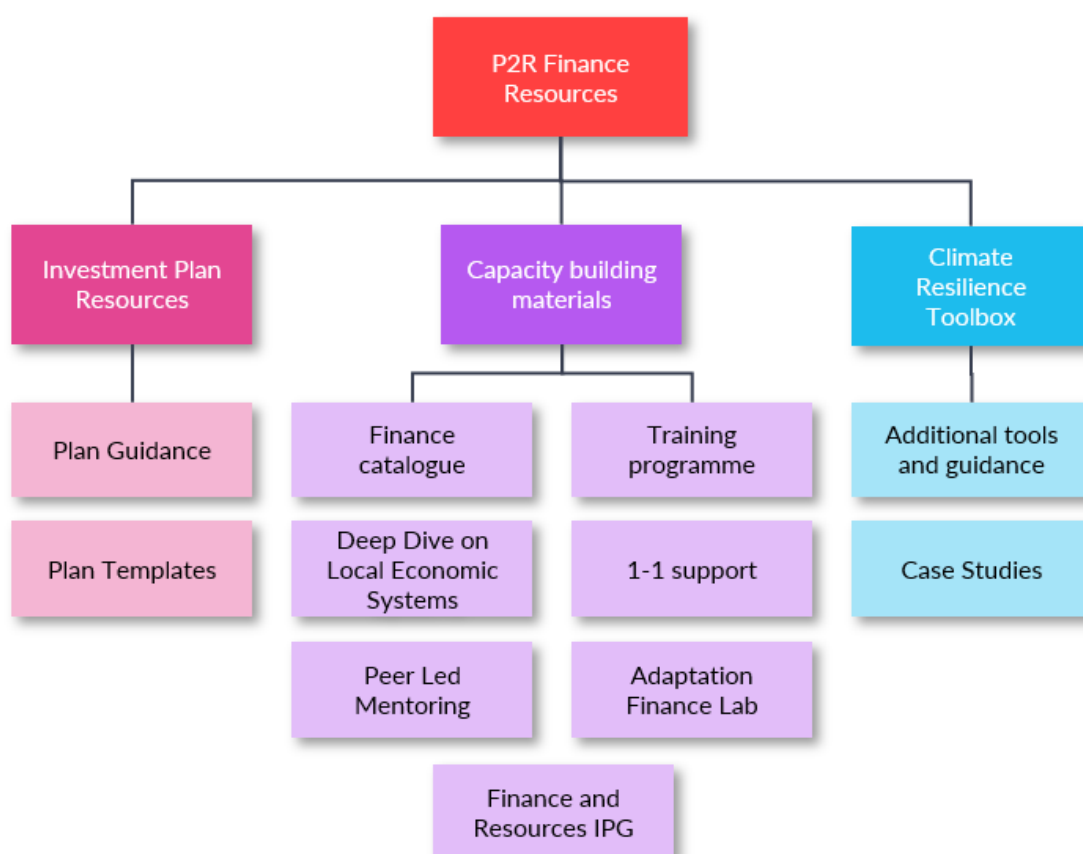 P2R Finance
Resources
Investment Plan
Resources
Capacity building
materials
Climate
Resilience
Toolbox
Plan Guidance
Finance
catalogue
Training
programme
Additional tools
and guidance
Plan Templates
Deep Dive on
Local Economic
Systems
1-1 support
Case Studies
Peer Led
Mentoring
Adaptation
Finance Lab
Finance and
Resources IPG